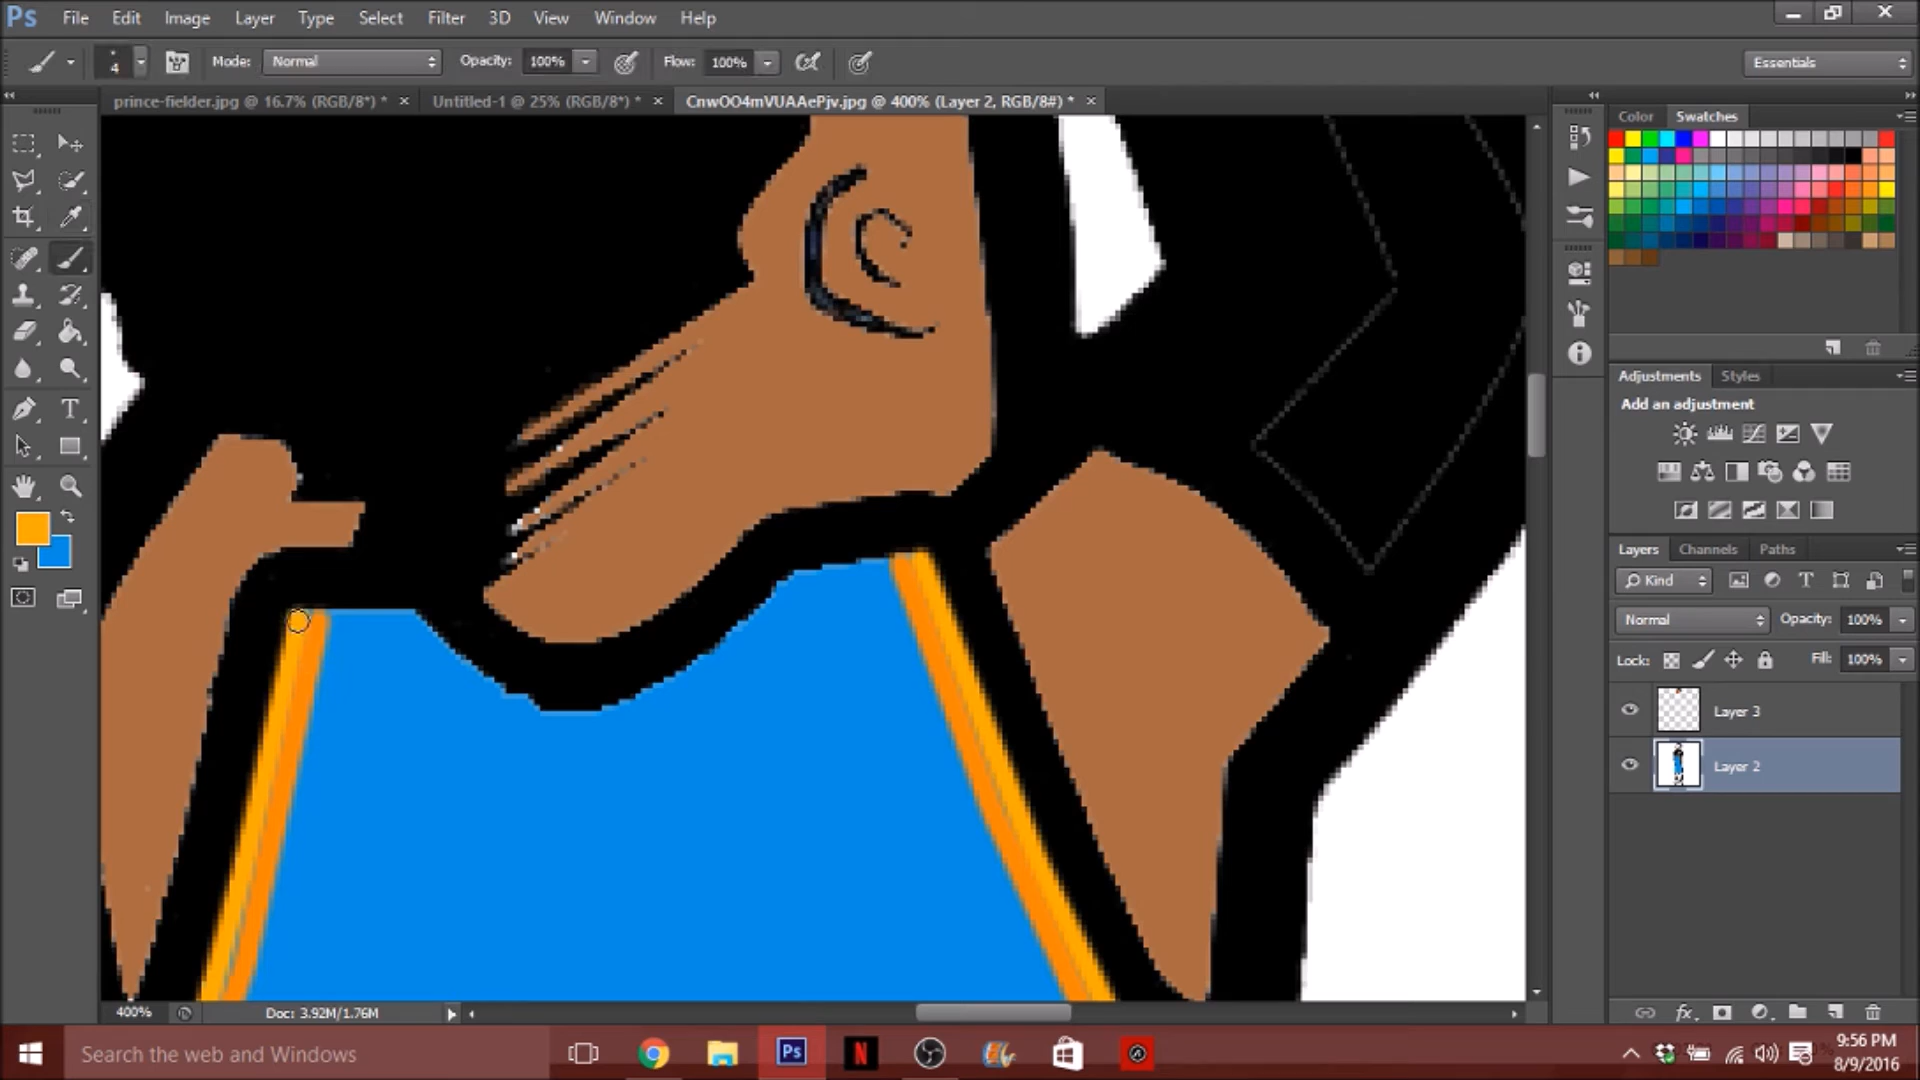 Ps File Edit Image Layer Type Select Filter 3D View Window Help
4 Mode: Normal Opacity: 100% Flow: 100% Essentials
prince-fielder.jpg @ 16.7% (RGB/8*) * × Untitled-1 @ 25% (RGB/8*) * × CnwOO4mVUAAePjv.jpg @ 400% (Layer 2, RGB/8#) * ×
Color Swatches
Adjustments Styles
Add an adjustment
Layers Channels Paths
Kind
Normal Opacity: 100%
Lock: Fill: 100%
Layer 3
Layer 2
400% Doc: 3.92M/1.76M
Search the web and Windows
Ps
N
9:56 PM
8/9/2016